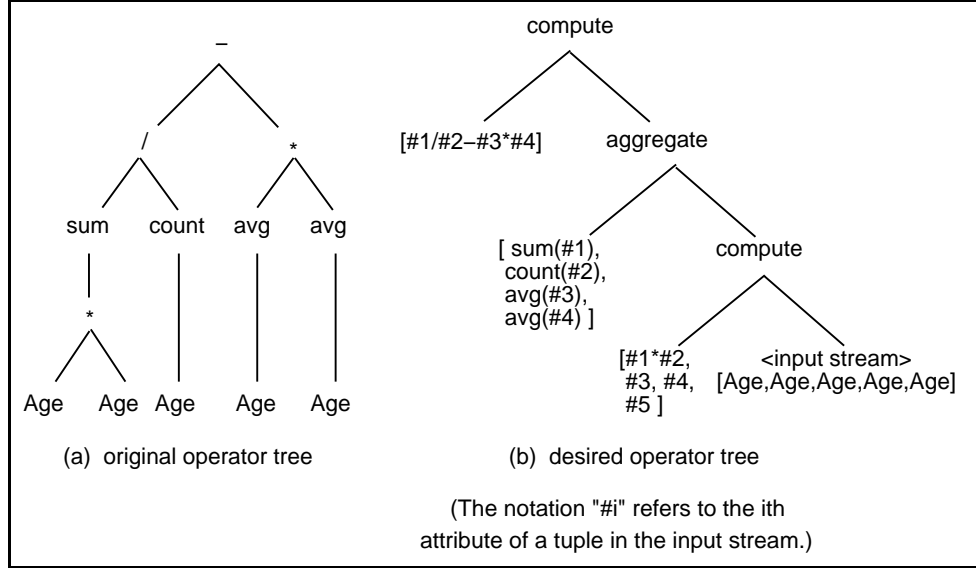 –
/
*
sum
count
avg
avg
*
Age
Age
Age
Age
Age
(a) original operator tree
compute
[#1/#2–#3*#4]
aggregate
[ sum(#1),
count(#2),
avg(#3),
avg(#4) ]
compute
[#1*#2,
#3, #4,
#5 ]
<input stream>
[Age,Age,Age,Age,Age]
(b) desired operator tree
(The notation "#i" refers to the ith
attribute of a tuple in the input stream.)